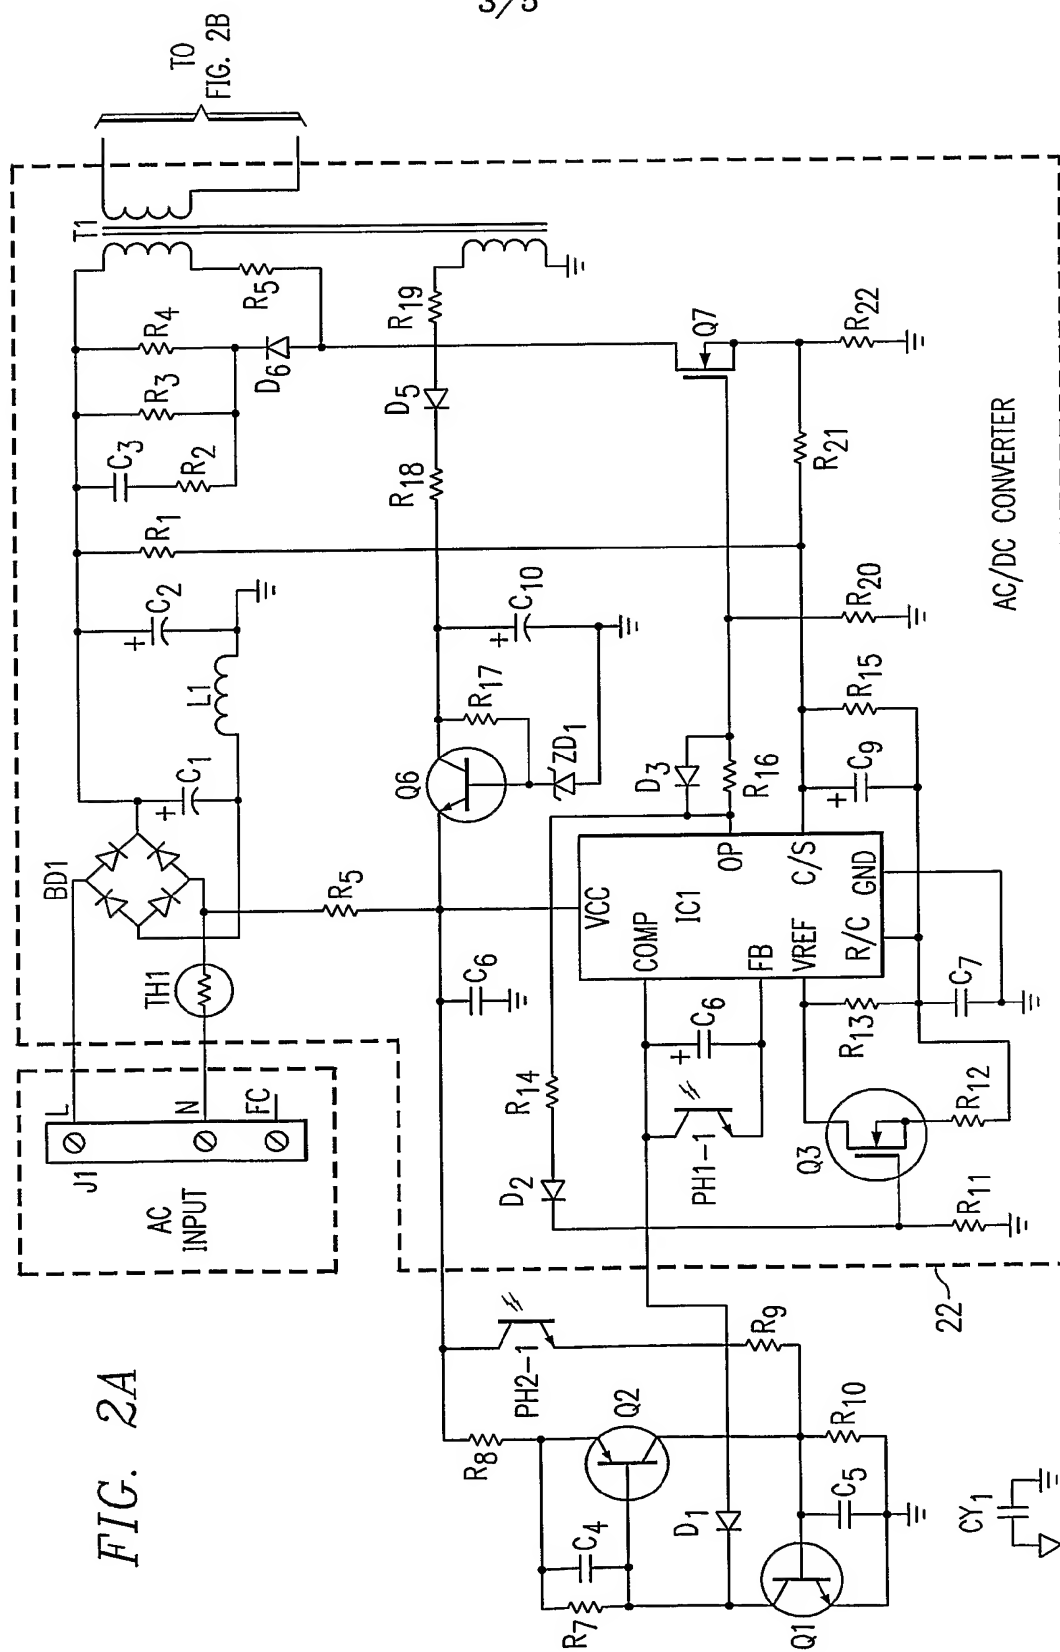 3/5
FIG. 2A
TO
FIG. 2B
T1
J1
L
N
FC
AC
INPUT
BD1
TH1
C1
L1
C2
R1
C3
R2
R3
R4
R5
D6
R5
C6
Q6
R17
ZD1
C10
R18
D5
R19
Q7
R22
R21
R20
R15
C9
D3
R16
VCC
COMP
IC1
OP
FB
C/S
VREF
R/C
GND
R14
D2
C6
PH1-1
R13
C7
Q3
R12
R11
22
AC/DC CONVERTER
PH2-1
R9
R8
Q2
C4
R7
D1
R10
C5
Q1
CY1